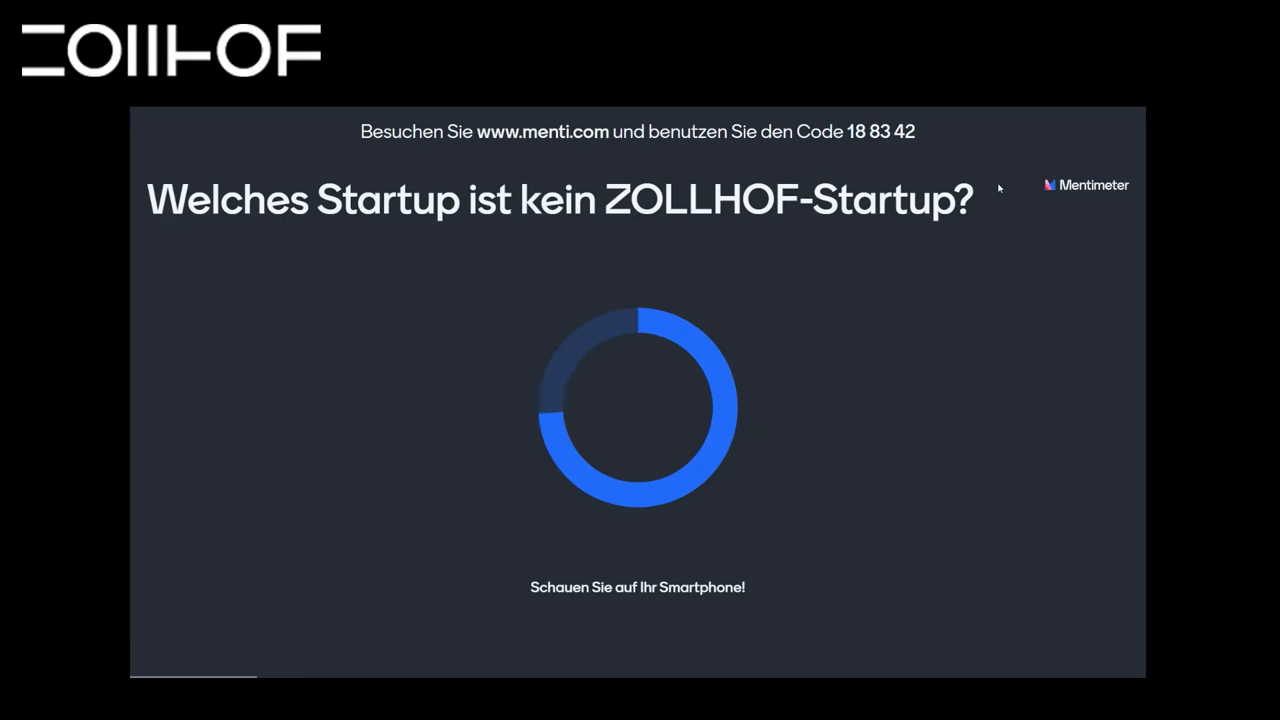 ZOLLHOF
Besuchen Sie www.menti.com und benutzen Sie den Code 18 83 42
Welches Startup ist kein ZOLLHOF-Startup?
Mentimeter
Schauen Sie auf Ihr Smartphone!